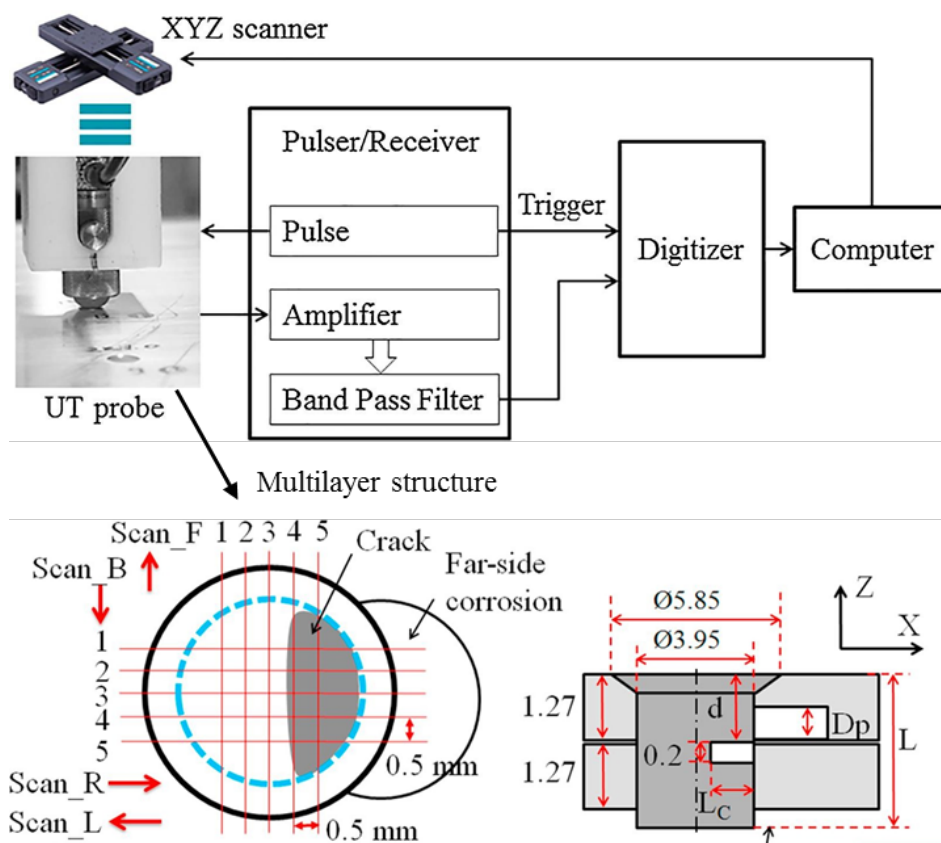 XYZ scanner
Pulser/Receiver
Pulse
Trigger
Amplifier
Band Pass Filter
Digitizer
Computer
UT probe
Multilayer structure
Scan_F 1 2 3 4 5
Crack
Scan_B
Far-side
corrosion
1
2
3
4
5
0.5 mm
Scan_R
Scan_L
0.5 mm
Z
X
Ø5.85
Ø3.95
1.27
d
Dp
L
0.2
1.27
LC